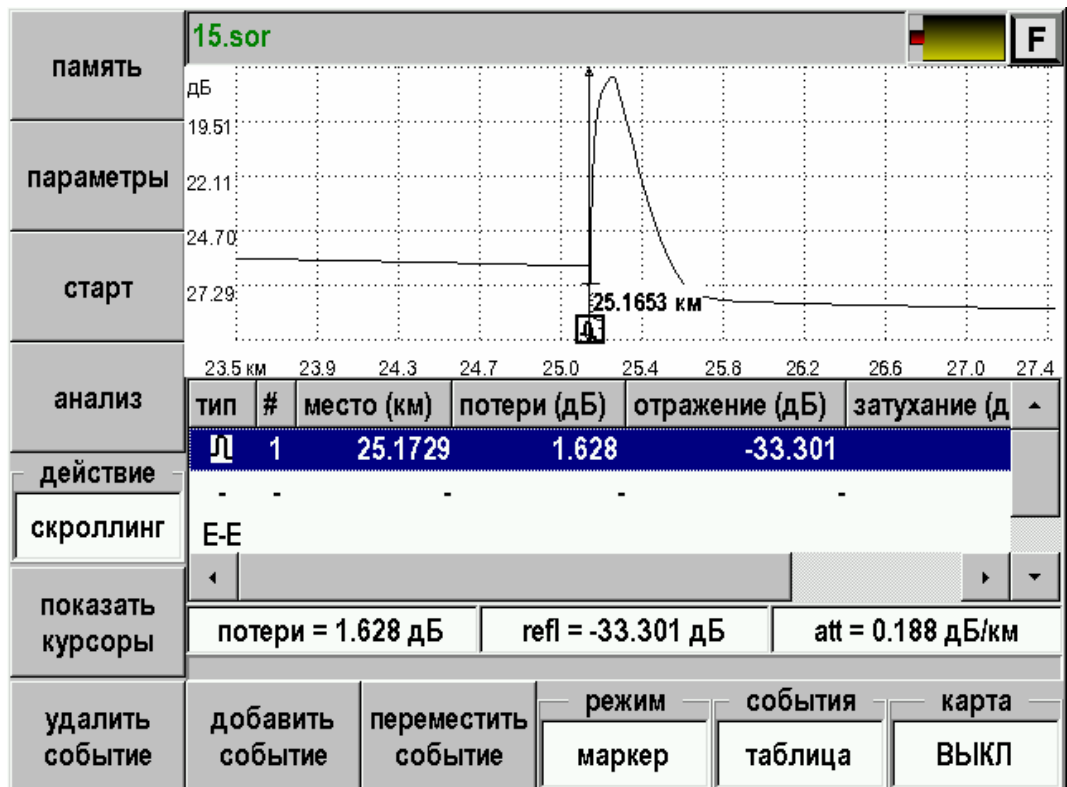 15.sor
F
память
параметры
старт
анализ
действие
скроллинг
показать
курсоры
удалить
событие
дБ
19.51
22.11
24.70
27.29
25.1653 км
23.5 км 23.9 24.3 24.7 25.0 25.4 25.8 26.2 26.6 27.0 27.4
тип # место (км) потери (дБ) отражение (дБ) затухание (д
1 25.1729 1.628 -33.301
- - - - -
E-E
потери = 1.628 дБ refl = -33.301 дБ att = 0.188 дБ/км
добавить
событие
переместить
событие
режим
маркер
события
таблица
карта
ВЫКЛ